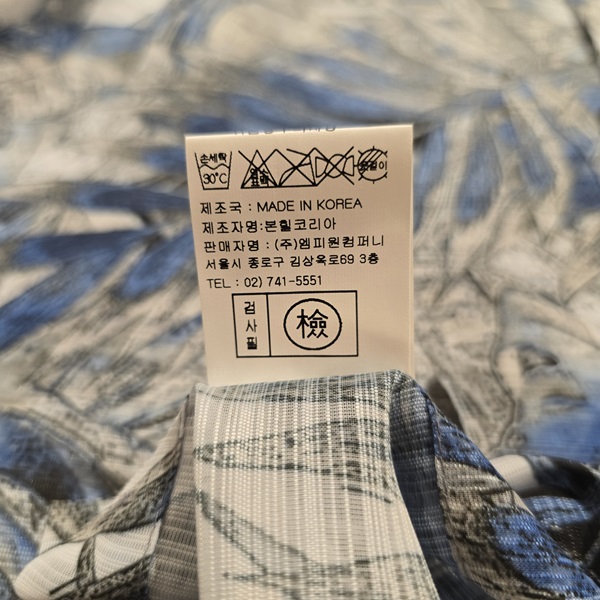 손세탁
30°C
제조국 : MADE IN KOREA
제조자명:본힐코리아
판매자명 : (주)엠피원컴퍼니
서울시 종로구 김상옥로69 3층
TEL : 02) 741-5551
검사필
檢